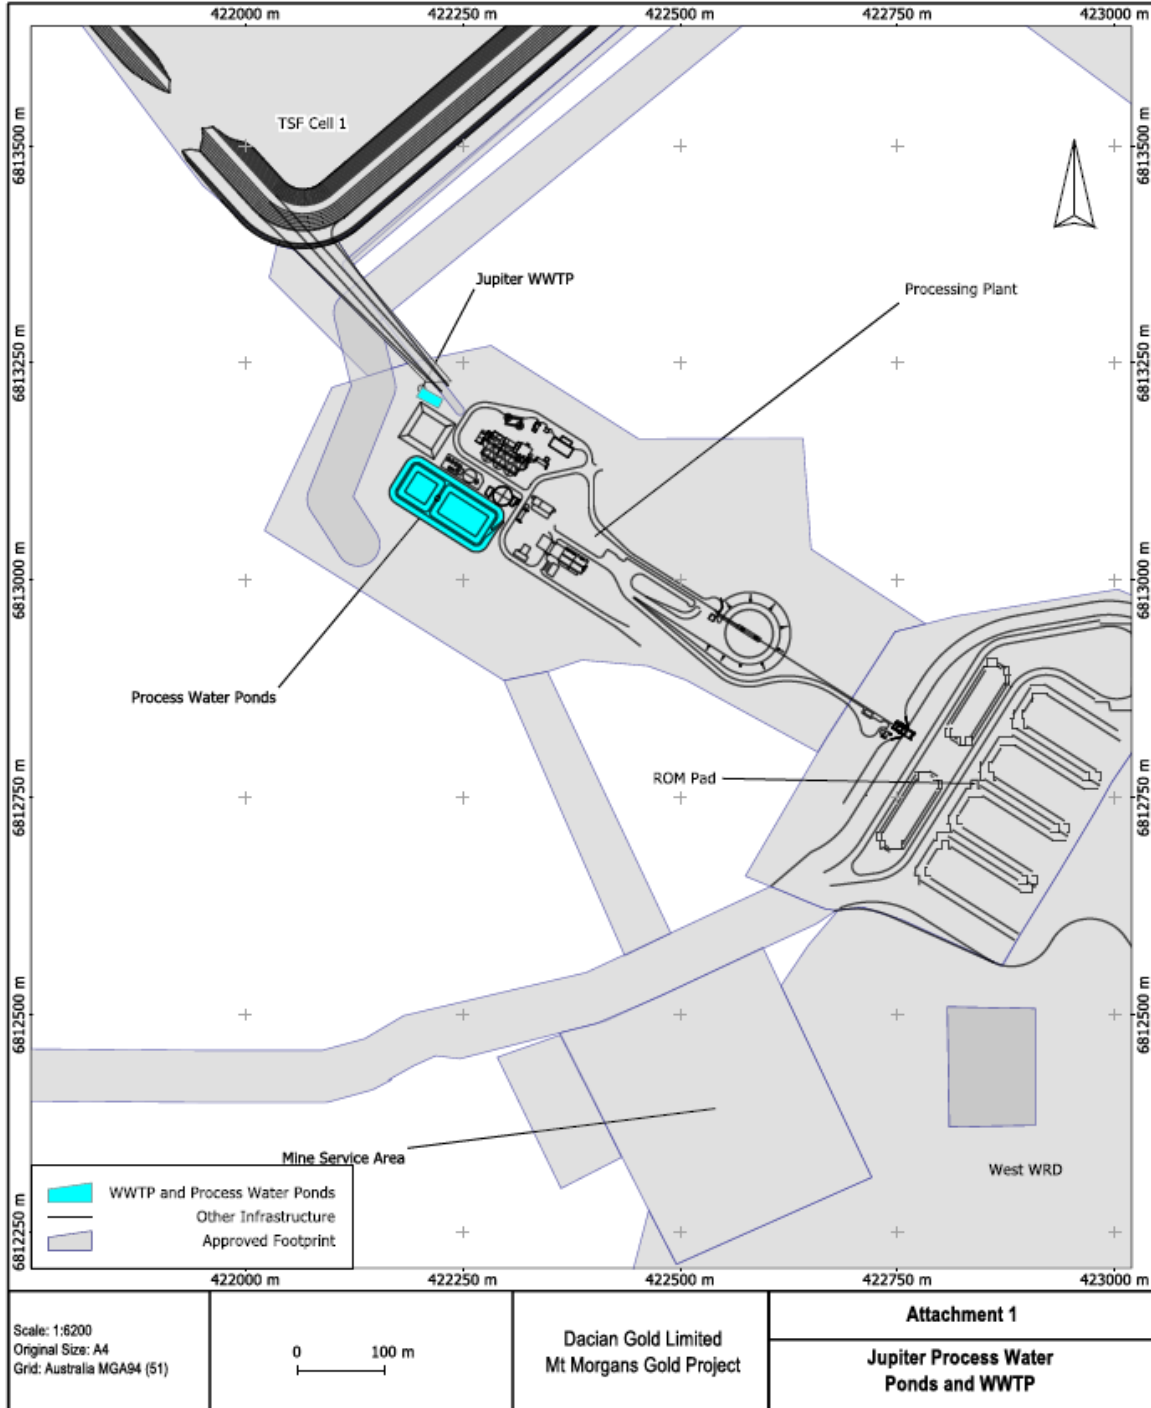 422000 m
422250 m
422500 m
422750 m
423000 m
6813500 m
6813500 m
TSF Cell 1
Jupiter WWTP
Processing Plant
6813250 m
6813250 m
6813000 m
6813000 m
Process Water Ponds
ROM Pad
6812750 m
6812750 m
6812500 m
6812500 m
Mine Service Area
West WRD
WWTP and Process Water Ponds
Other Infrastructure
Approved Footprint
6812250 m
6812250 m
422000 m
422250 m
422500 m
422750 m
423000 m
Scale: 1:6200
Original Size: A4
Grid: Australia MGA94 (51)
0 100 m
Dacian Gold Limited
Mt Morgans Gold Project
Attachment 1
Jupiter Process Water
Ponds and WWTP